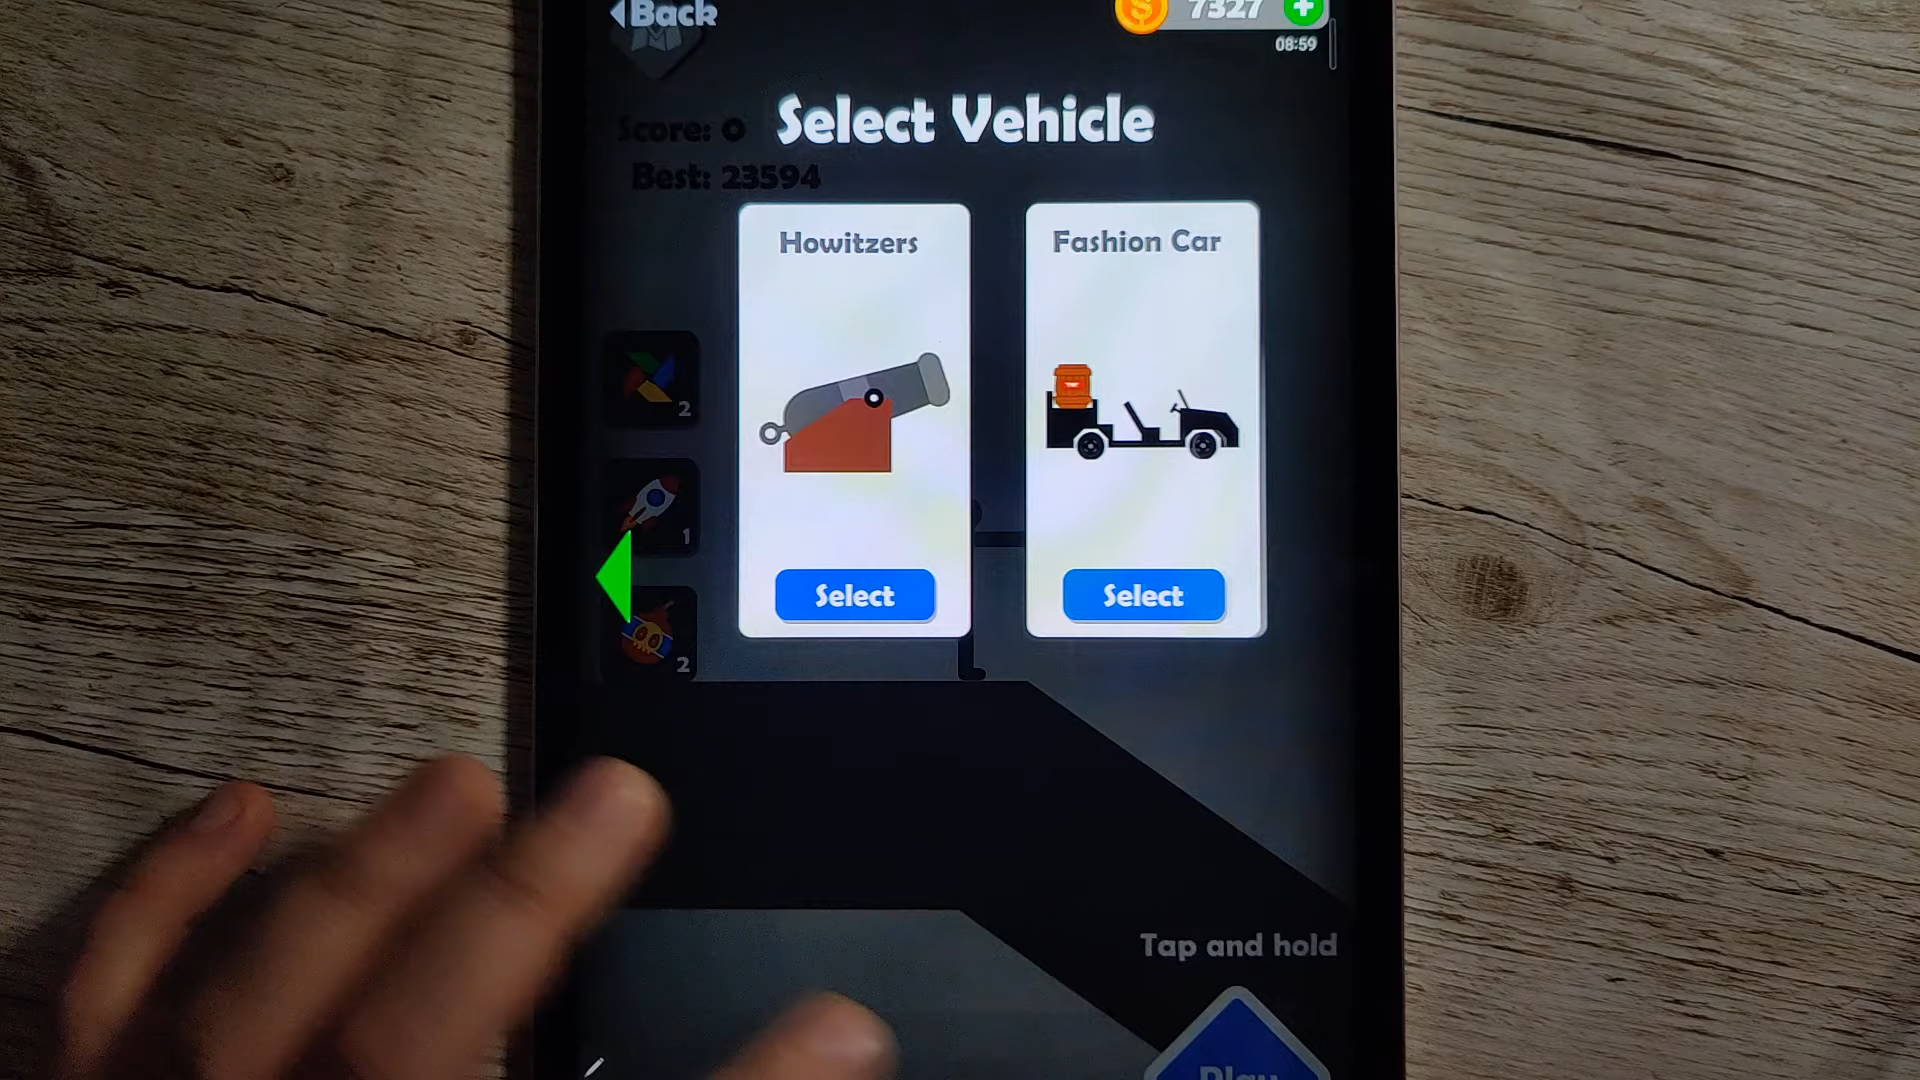 Back
7327
08:59
Select Vehicle
Score: 0
Best: 23594
Howitzers
Fashion Car
2
1
2
Select
Select
Tap and hold
Play